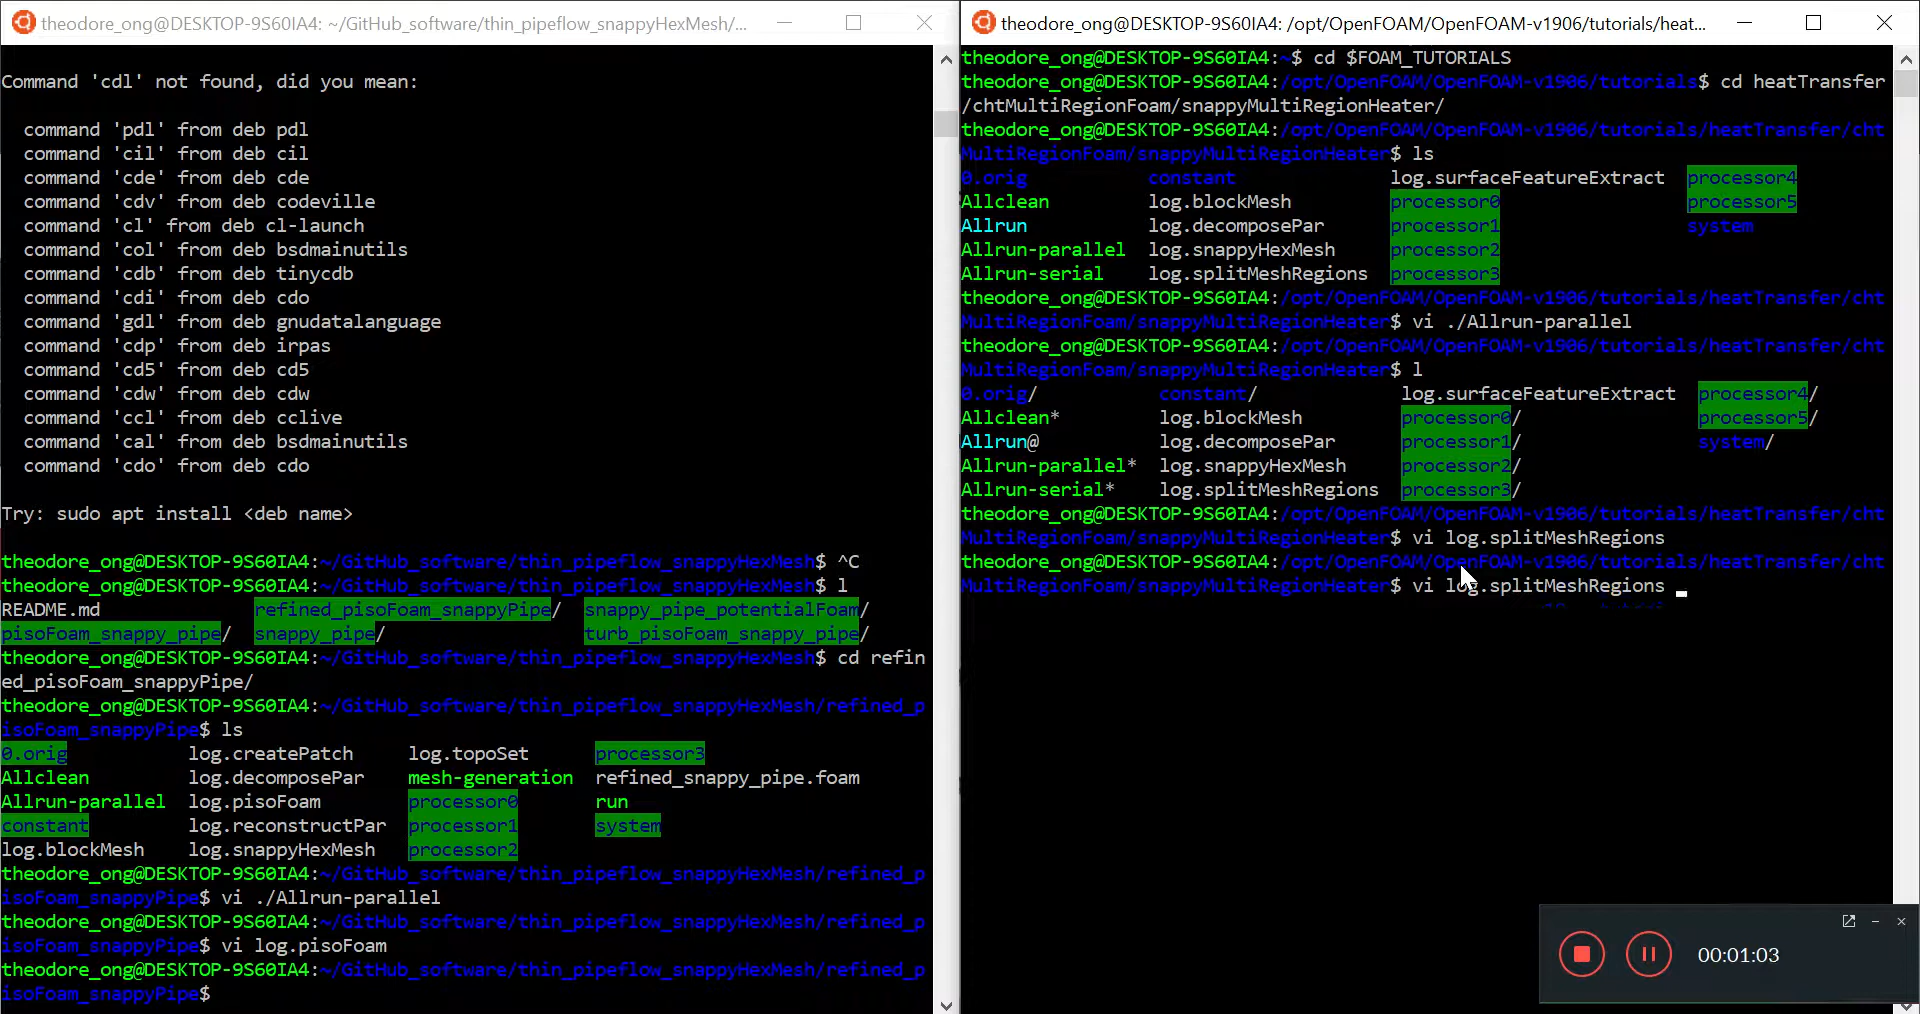 theodore_ong@DESKTOP-9S60IA4: ~/GitHub_software/thin_pipeflow_snappyHexMesh/...
Command 'cdl' not found, did you mean:
command 'pdl' from deb pdl
command 'cil' from deb cil
command 'cde' from deb cde
command 'cdv' from deb codeville
command 'cl' from deb cl-launch
command 'col' from deb bsdmainutils
command 'cdb' from deb tinycdb
command 'cdi' from deb cdo
command 'gdl' from deb gnudatalanguage
command 'cdp' from deb irpas
command 'cd5' from deb cd5
command 'cdw' from deb cdw
command 'ccl' from deb cclive
command 'cal' from deb bsdmainutils
command 'cdo' from deb cdo
Try: sudo apt install <deb name>
theodore_ong@DESKTOP-9S60IA4:~/GitHub_software/thin_pipeflow_snappyHexMesh$ ^C
theodore_ong@DESKTOP-9S60IA4:~/GitHub_software/thin_pipeflow_snappyHexMesh$ l
README.md refined_pisoFoam_snappyPipe/ snappy_pipe_potentialFoam/
pisoFoam_snappy_pipe/ snappy_pipe/ turb_pisoFoam_snappy_pipe/
theodore_ong@DESKTOP-9S60IA4:~/GitHub_software/thin_pipeflow_snappyHexMesh$ cd refin
ed_pisoFoam_snappyPipe/
theodore_ong@DESKTOP-9S60IA4:~/GitHub_software/thin_pipeflow_snappyHexMesh/refined_p
isoFoam_snappyPipe$ ls
0.orig log.createPatch log.topoSet processor3
Allclean log.decomposePar mesh-generation refined_snappy_pipe.foam
Allrun-parallel log.pisoFoam processor0 run
constant log.reconstructPar processor1 system
log.blockMesh log.snappyHexMesh processor2
theodore_ong@DESKTOP-9S60IA4:~/GitHub_software/thin_pipeflow_snappyHexMesh/refined_p
isoFoam_snappyPipe$ vi ./Allrun-parallel
theodore_ong@DESKTOP-9S60IA4:~/GitHub_software/thin_pipeflow_snappyHexMesh/refined_p
isoFoam_snappyPipe$ vi log.pisoFoam
theodore_ong@DESKTOP-9S60IA4:~/GitHub_software/thin_pipeflow_snappyHexMesh/refined_p
isoFoam_snappyPipe$
theodore_ong@DESKTOP-9S60IA4: /opt/OpenFOAM/OpenFOAM-v1906/tutorials/heat...
theodore_ong@DESKTOP-9S60IA4:~$ cd $FOAM_TUTORIALS
theodore_ong@DESKTOP-9S60IA4:/opt/OpenFOAM/OpenFOAM-v1906/tutorials$ cd heatTransfer
/chtMultiRegionFoam/snappyMultiRegionHeater/
theodore_ong@DESKTOP-9S60IA4:/opt/OpenFOAM/OpenFOAM-v1906/tutorials/heatTransfer/cht
MultiRegionFoam/snappyMultiRegionHeater$ ls
0.orig constant log.surfaceFeatureExtract processor4
Allclean log.blockMesh processor0 processor5
Allrun log.decomposePar processor1 system
Allrun-parallel log.snappyHexMesh processor2
Allrun-serial log.splitMeshRegions processor3
theodore_ong@DESKTOP-9S60IA4:/opt/OpenFOAM/OpenFOAM-v1906/tutorials/heatTransfer/cht
MultiRegionFoam/snappyMultiRegionHeater$ vi ./Allrun-parallel
theodore_ong@DESKTOP-9S60IA4:/opt/OpenFOAM/OpenFOAM-v1906/tutorials/heatTransfer/cht
MultiRegionFoam/snappyMultiRegionHeater$ l
0.orig/ constant/ log.surfaceFeatureExtract processor4/
Allclean* log.blockMesh processor0/ processor5/
Allrun@ log.decomposePar processor1/ system/
Allrun-parallel* log.snappyHexMesh processor2/
Allrun-serial* log.splitMeshRegions processor3/
theodore_ong@DESKTOP-9S60IA4:/opt/OpenFOAM/OpenFOAM-v1906/tutorials/heatTransfer/cht
MultiRegionFoam/snappyMultiRegionHeater$ vi log.splitMeshRegions
theodore_ong@DESKTOP-9S60IA4:/opt/OpenFOAM/OpenFOAM-v1906/tutorials/heatTransfer/cht
MultiRegionFoam/snappyMultiRegionHeater$ vi log.splitMeshRegions
00:01:03